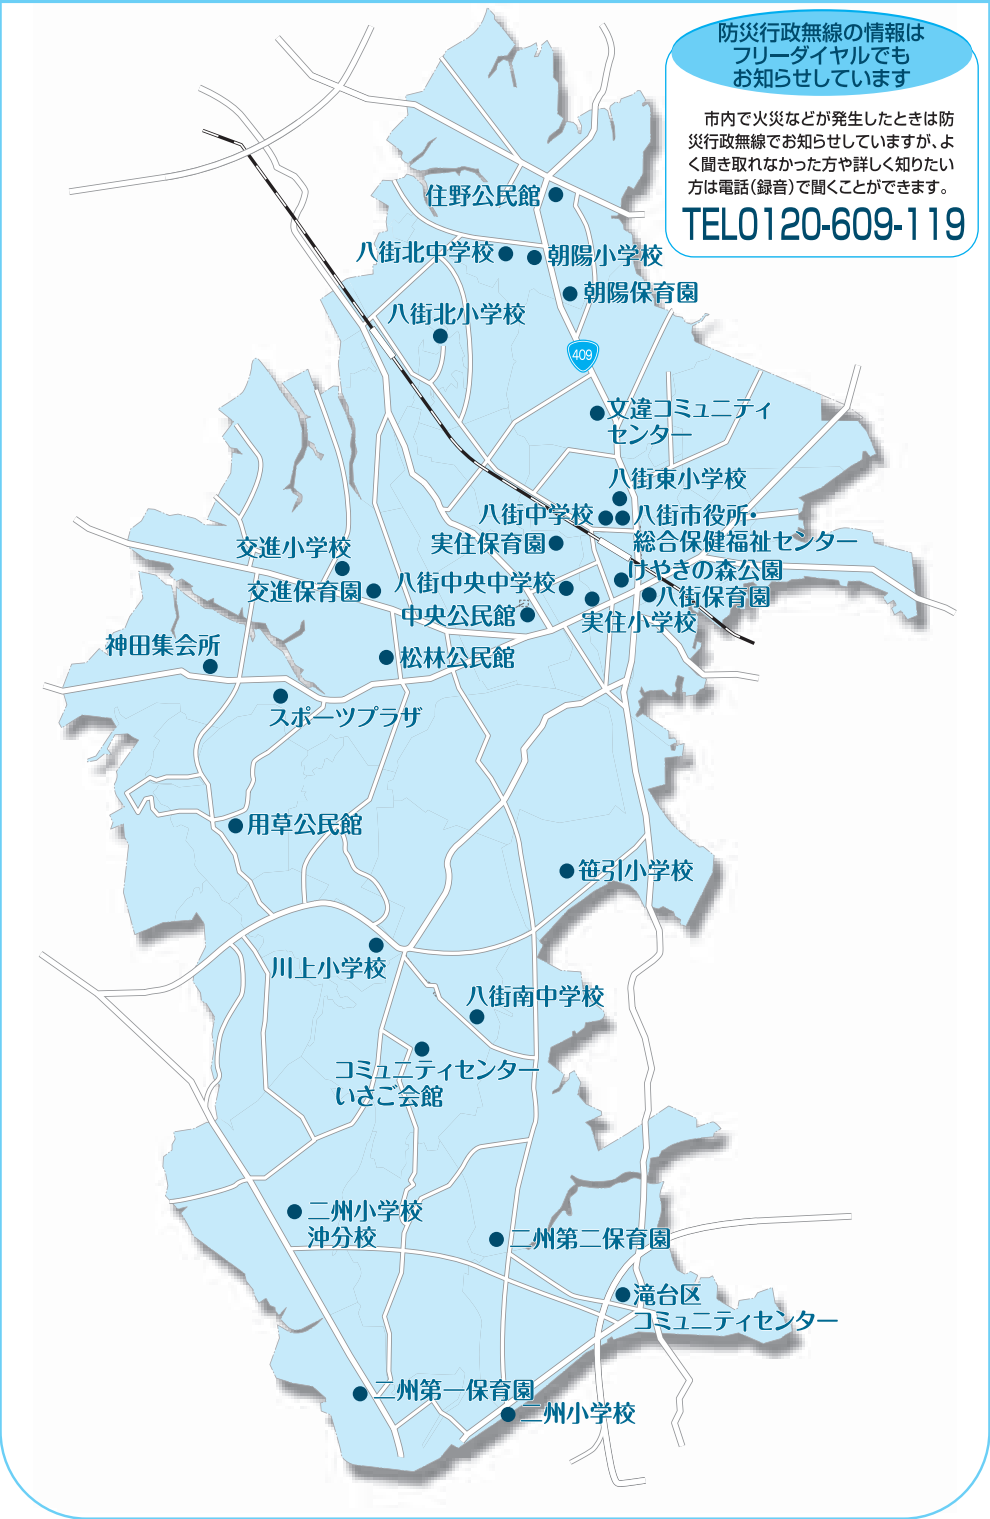 防災行政無線の情報は
フリーダイヤルでも
お知らせしています
市内で火災などが発生したときは防
災行政無線でお知らせしていますが、よ
く聞き取れなかった方や詳しく知りたい
方は電話（録音）で聞くことができます。
TEL0120-609-119
住野公民館
八街北中学校
朝陽小学校
朝陽保育園
八街北小学校
409
文違コミュニティ
センター
八街東小学校
八街中学校
八街市役所・
総合保健福祉センター
実住保育園
交進小学校
けやきの森公園
八街中央中学校
交進保育園
八街保育園
中央公民館
実住小学校
神田集会所
松林公民館
スポーツプラザ
用草公民館
笹引小学校
川上小学校
八街南中学校
コミュニティセンター
いさご会館
二州小学校
沖分校
二州第二保育園
滝台区
コミュニティセンター
二州第一保育園
二州小学校